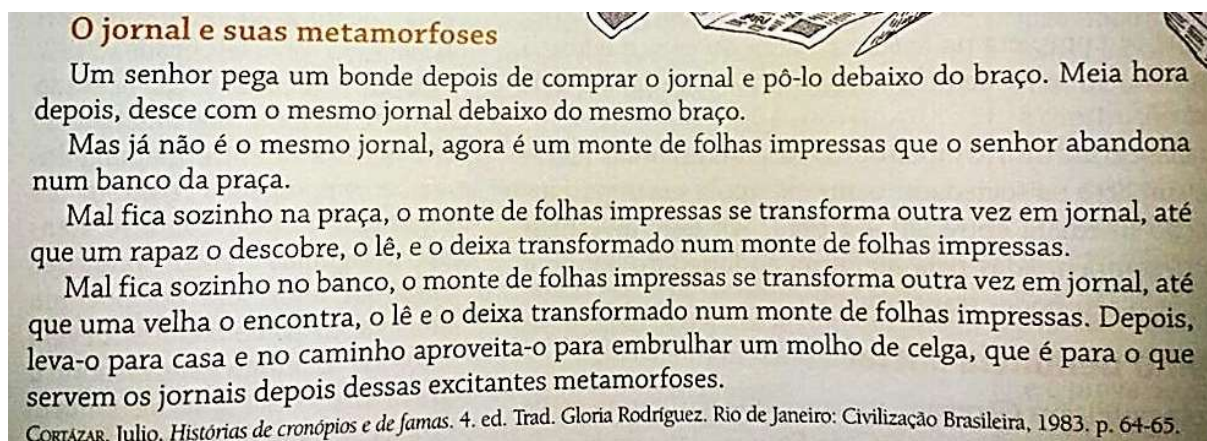 O jornal e suas metamorfoses
Um senhor pega um bonde depois de comprar o jornal e pô-lo debaixo do braço. Meia hora
depois, desce com o mesmo jornal debaixo do mesmo braço.
Mas já não é o mesmo jornal, agora é um monte de folhas impressas que o senhor abandona
num banco da praça.
Mal fica sozinho na praça, o monte de folhas impressas se transforma outra vez em jornal, até
que um rapaz o descobre, o lê, e o deixa transformado num monte de folhas impressas.
Mal fica sozinho no banco, o monte de folhas impressas se transforma outra vez em jornal, até
que uma velha o encontra, o lê e o deixa transformado num monte de folhas impressas. Depois,
leva-o para casa e no caminho aproveita-o para embrulhar um molho de celga, que é para o que
servem os jornais depois dessas excitantes metamorfoses.
CORTÁZAR, Julio. Histórias de cronópios e de famas. 4. ed. Trad. Gloria Rodríguez. Rio de Janeiro: Civilização Brasileira, 1983. p. 64-65.